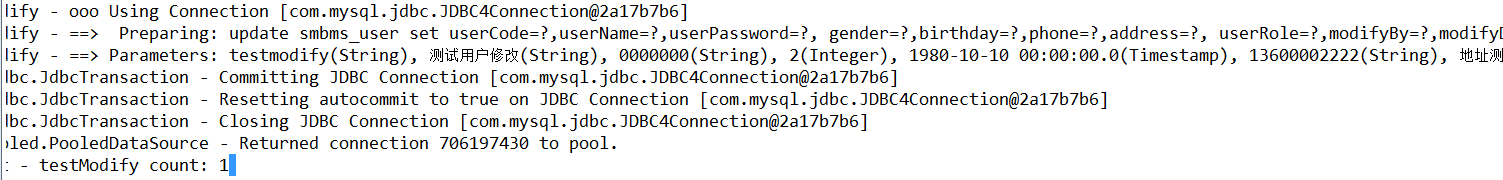 lify - ooo Using Connection [com.mysql.jdbc.JDBC4Connection@2a17b7b6]
lify - ==>  Preparing: update smbms_user set userCode=?,userName=?,userPassword=?, gender=?,birthday=?,phone=?,address=?, userRole=?,modifyBy=?,modifyD
lify - ==> Parameters: testmodify(String), 测试用户修改(String), 0000000(String), 2(Integer), 1980-10-10 00:00:00.0(Timestamp), 13600002222(String), 地址测
lbc.JdbcTransaction - Committing JDBC Connection [com.mysql.jdbc.JDBC4Connection@2a17b7b6]
lbc.JdbcTransaction - Resetting autocommit to true on JDBC Connection [com.mysql.jdbc.JDBC4Connection@2a17b7b6]
lbc.JdbcTransaction - Closing JDBC Connection [com.mysql.jdbc.JDBC4Connection@2a17b7b6]
oled.PooledDataSource - Returned connection 706197430 to pool.
: - testModify count: 1